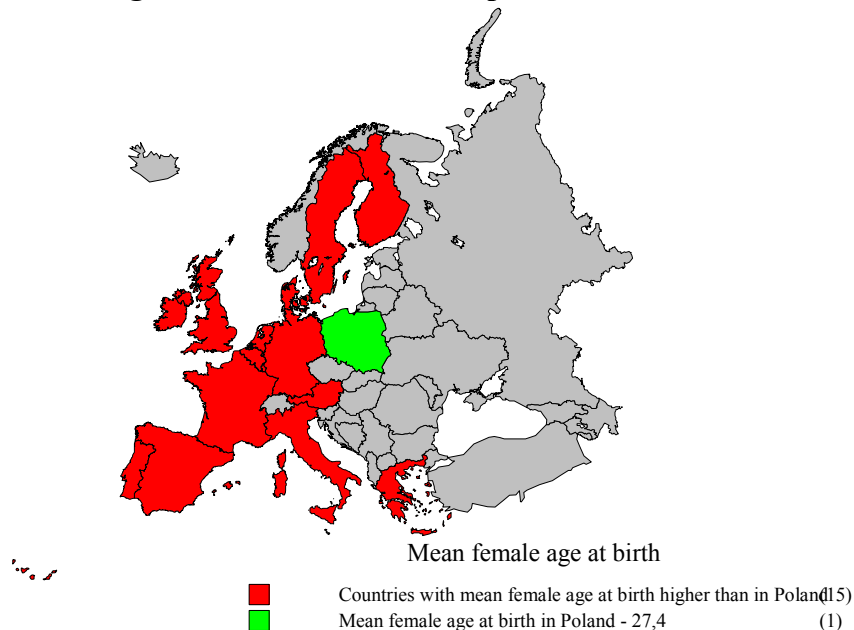 Mean female age at birth
Countries with mean female age at birth higher than in Poland (15)
Mean female age at birth in Poland - 27,4 (1)